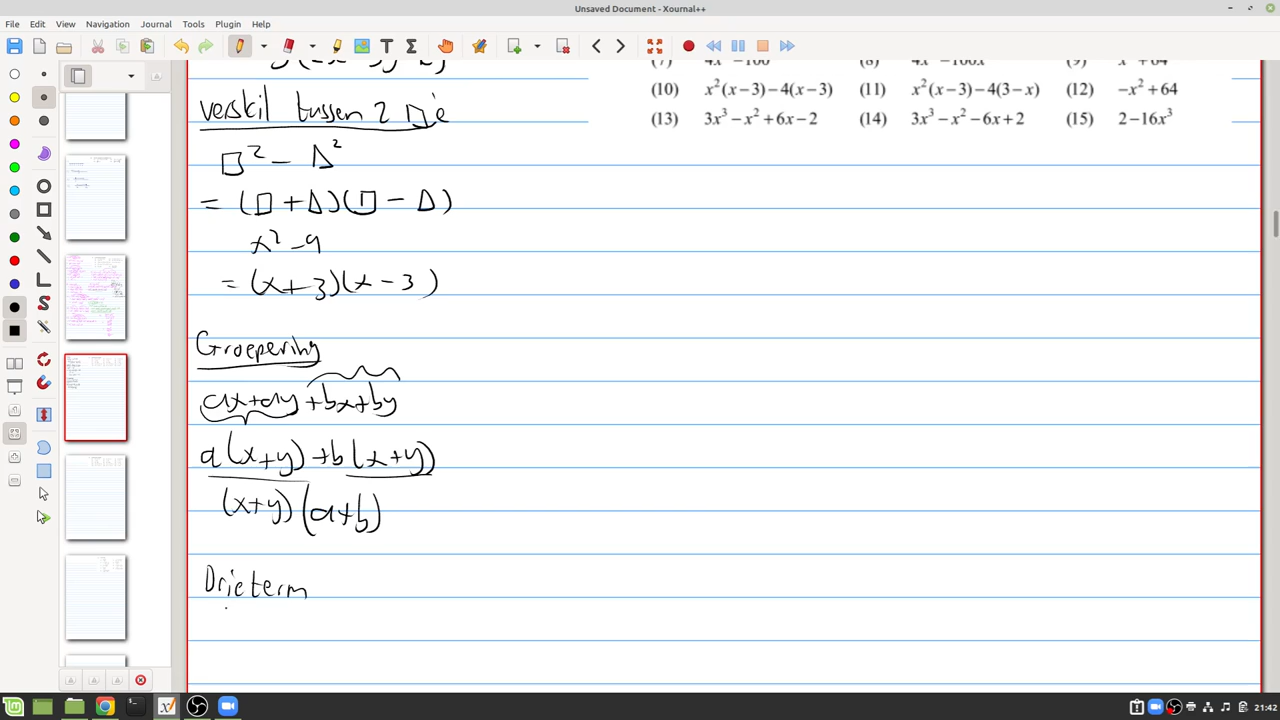 Unsaved Document - Xournal++
File Edit View Navigation Journal Tools Plugin Help
(10) x²(x−3)−4(x−3) (11) x²(x−3)−4(3−x) (12) −x²+64
(13) 3x³−x²+6x−2 (14) 3x³−x²−6x+2 (15) 2−16x³
verskil tussen 2 □'e
□² − Δ²
= (□ + Δ)(□ − Δ)
x² − 9
= (x+3)(x−3)
Groepering
ax+ay+bx+by
a(x+y)+b(x+y)
(x+y)(a+b)
Drieterm
21:42